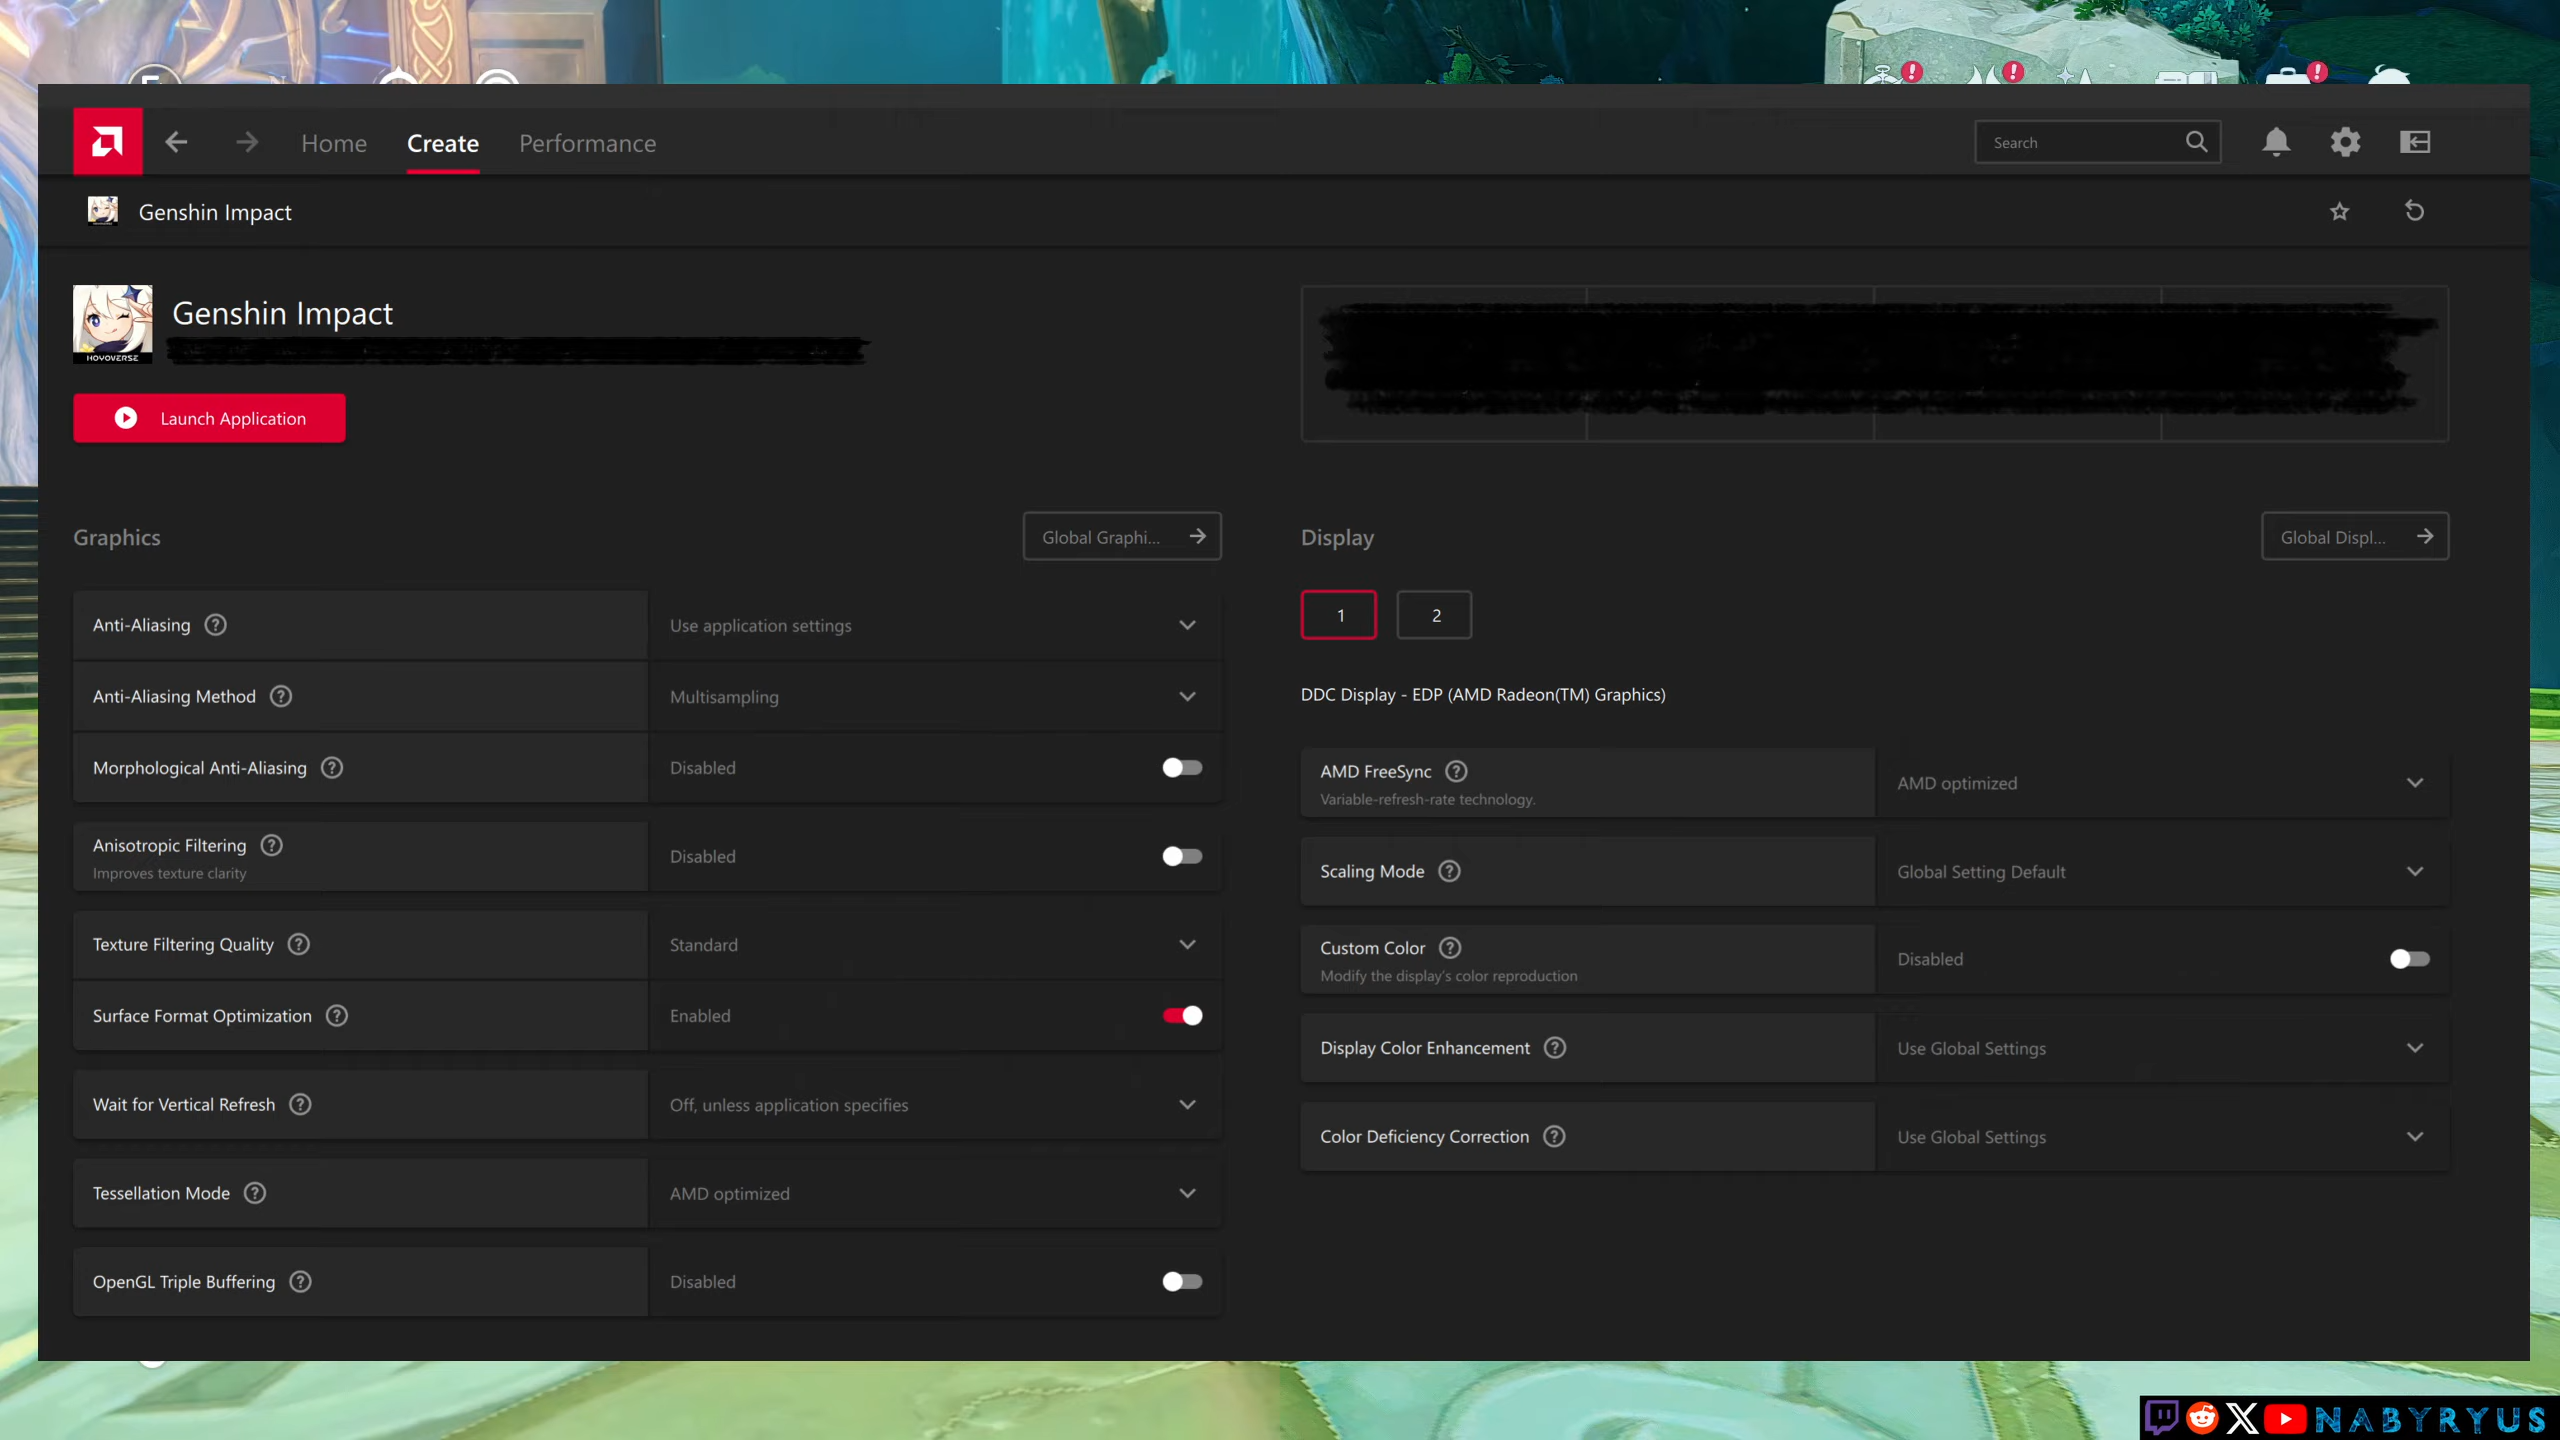 Home Create Performance Search
Genshin Impact
Genshin Impact
HOYOVERSE
Launch Application
Graphics Global Graphi...
Anti-Aliasing Use application settings
Anti-Aliasing Method Multisampling
Morphological Anti-Aliasing Disabled
Anisotropic Filtering Disabled
Improves texture clarity
Texture Filtering Quality Standard
Surface Format Optimization Enabled
Wait for Vertical Refresh Off, unless application specifies
Tessellation Mode AMD optimized
OpenGL Triple Buffering Disabled
Display Global Displ...
1 2
DDC Display - EDP (AMD Radeon(TM) Graphics)
AMD FreeSync AMD optimized
Variable-refresh-rate technology.
Scaling Mode Global Setting Default
Custom Color Disabled
Modify the display's color reproduction
Display Color Enhancement Use Global Settings
Color Deficiency Correction Use Global Settings
NABYRYUS